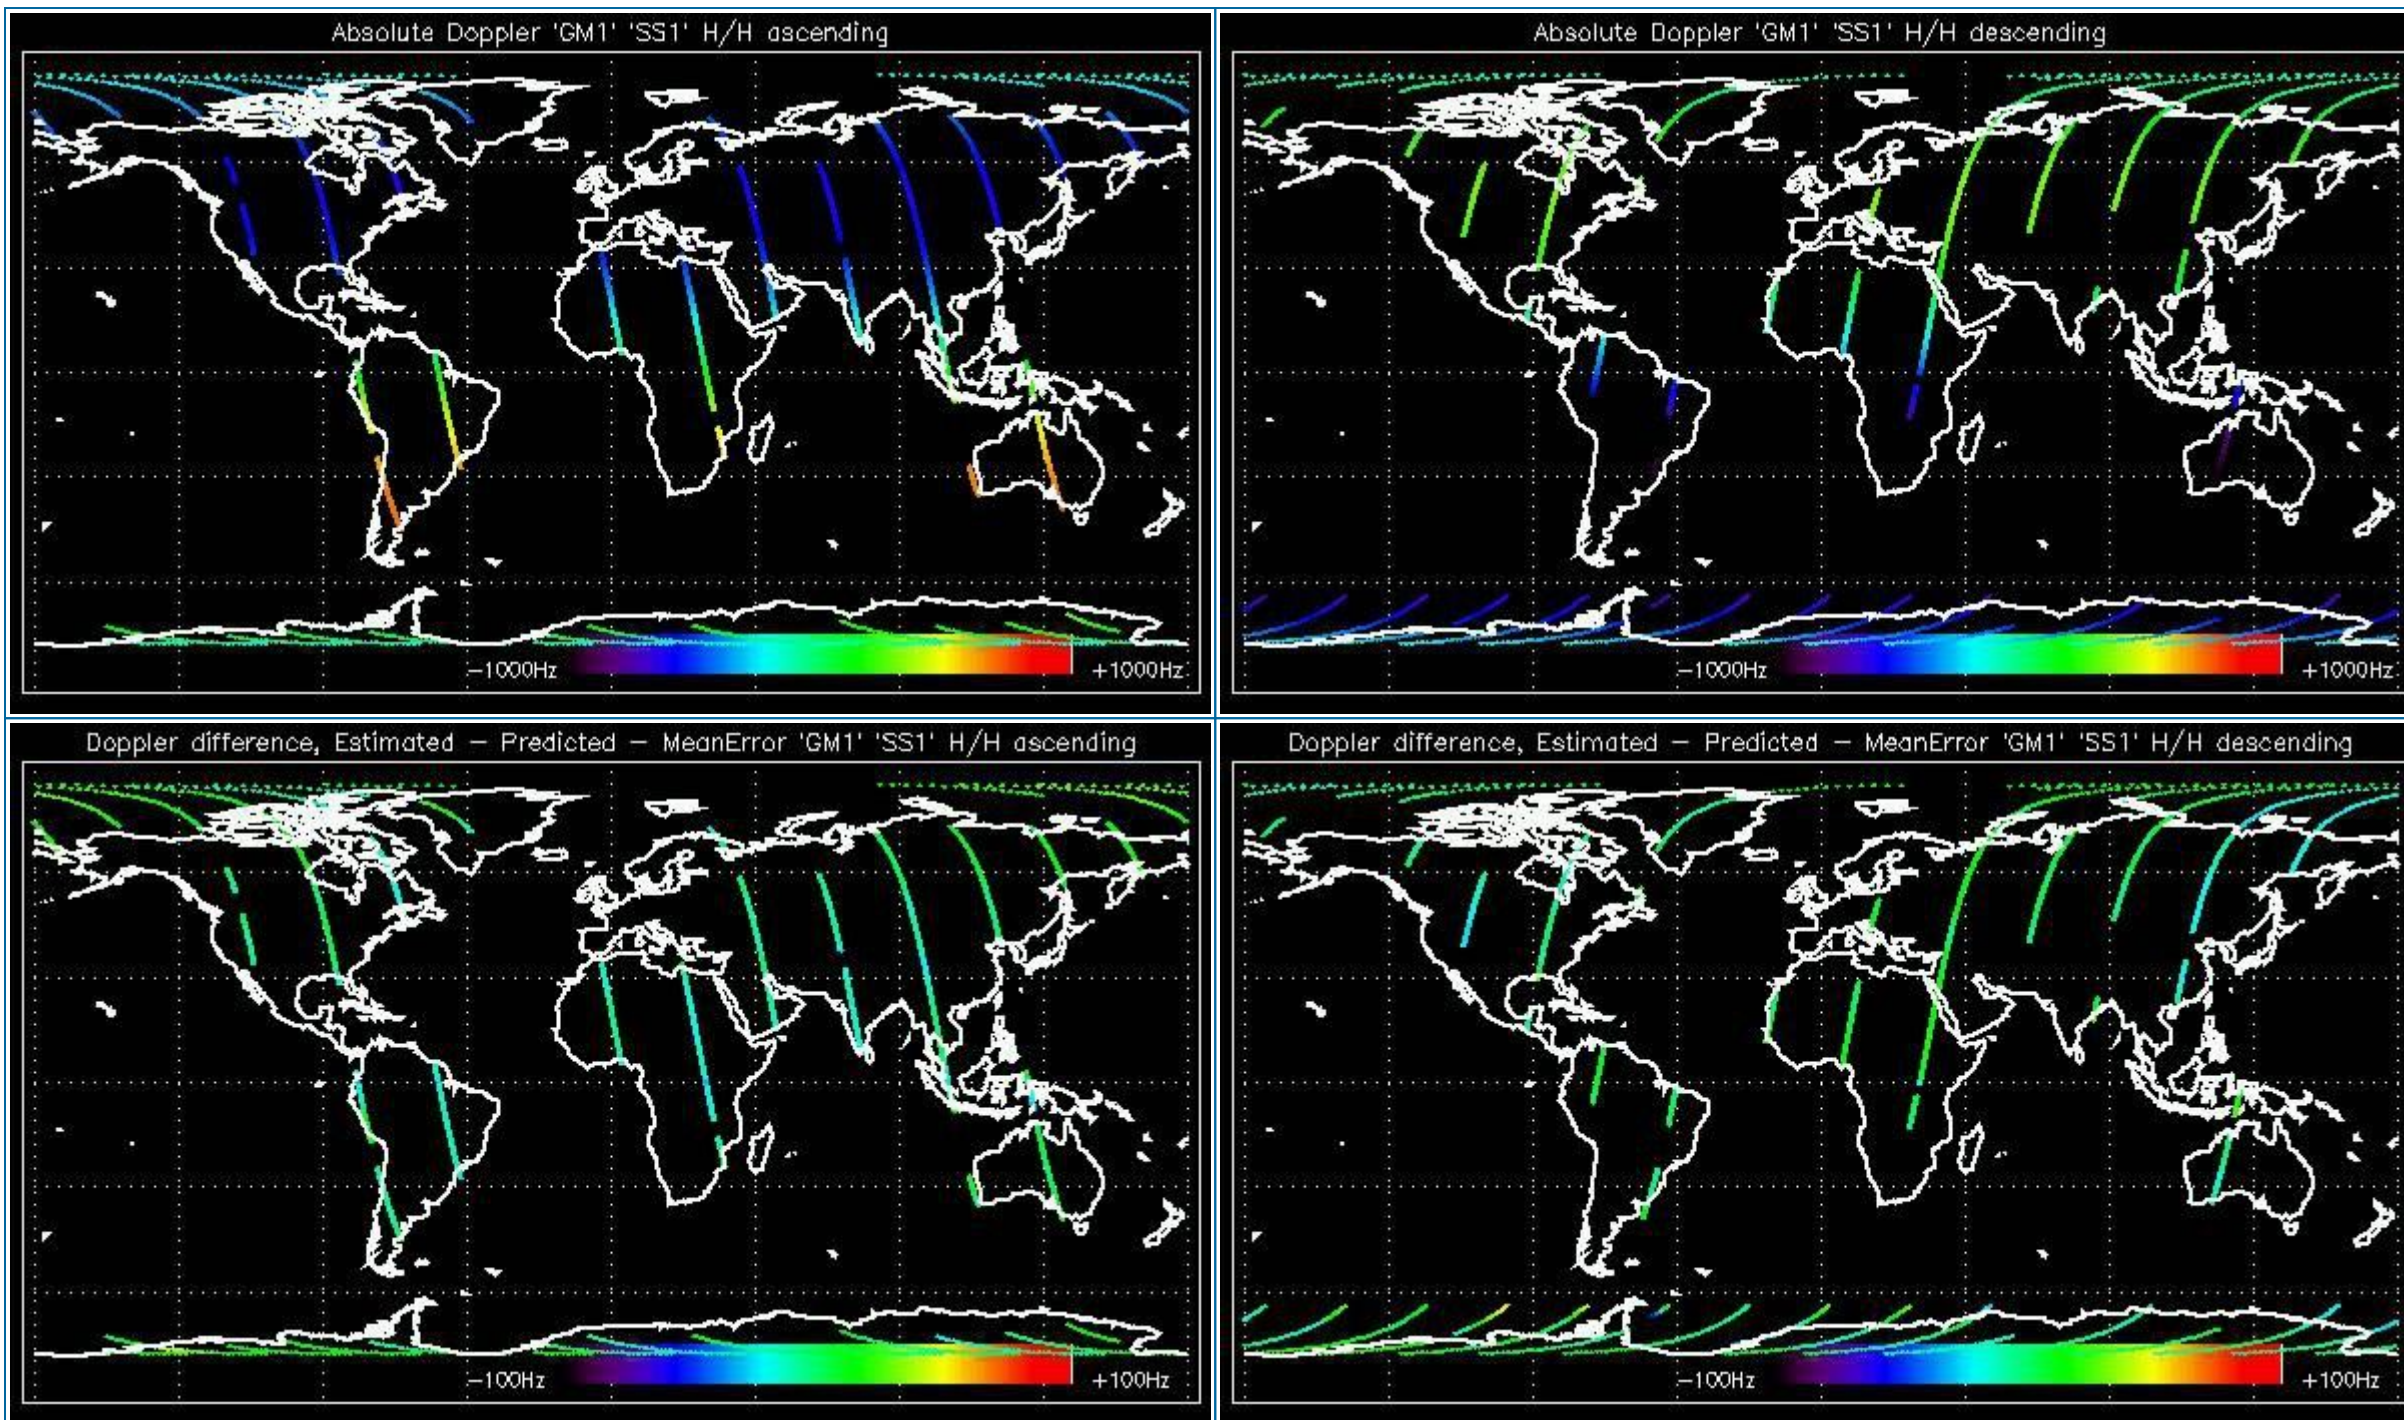 Absolute Doppler 'GM1' 'SS1' H/H ascending
−1000Hz
+1000Hz
Absolute Doppler 'GM1' 'SS1' H/H descending
−1000Hz
+1000Hz
Doppler difference, Estimated − Predicted − MeanError 'GM1' 'SS1' H/H ascending
−100Hz
+100Hz
Doppler difference, Estimated − Predicted − MeanError 'GM1' 'SS1' H/H descending
−100Hz
+100Hz